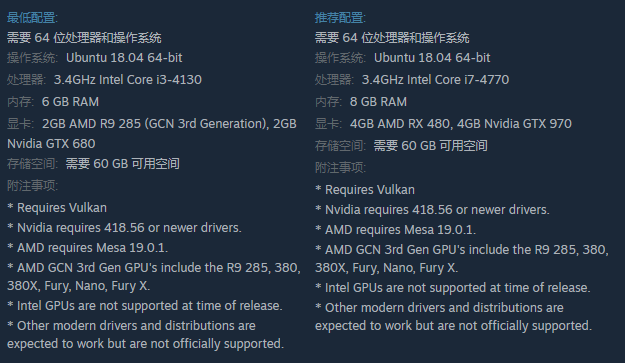 最低配置:
需要 64 位处理器和操作系统
操作系统: Ubuntu 18.04 64-bit
处理器: 3.4GHz Intel Core i3-4130
内存: 6 GB RAM
显卡: 2GB AMD R9 285 (GCN 3rd Generation), 2GB
Nvidia GTX 680
存储空间: 需要 60 GB 可用空间
附注事项:
* Requires Vulkan
* Nvidia requires 418.56 or newer drivers.
* AMD requires Mesa 19.0.1.
* AMD GCN 3rd Gen GPU's include the R9 285, 380,
380X, Fury, Nano, Fury X.
* Intel GPUs are not supported at time of release.
* Other modern drivers and distributions are
expected to work but are not officially supported.
推荐配置:
需要 64 位处理器和操作系统
操作系统: Ubuntu 18.04 64-bit
处理器: 3.4GHz Intel Core i7-4770
内存: 8 GB RAM
显卡: 4GB AMD RX 480, 4GB Nvidia GTX 970
存储空间: 需要 60 GB 可用空间
附注事项:
* Requires Vulkan
* Nvidia requires 418.56 or newer drivers.
* AMD requires Mesa 19.0.1.
* AMD GCN 3rd Gen GPU's include the R9 285, 380,
380X, Fury, Nano, Fury X.
* Intel GPUs are not supported at time of release.
* Other modern drivers and distributions are
expected to work but are not officially supported.